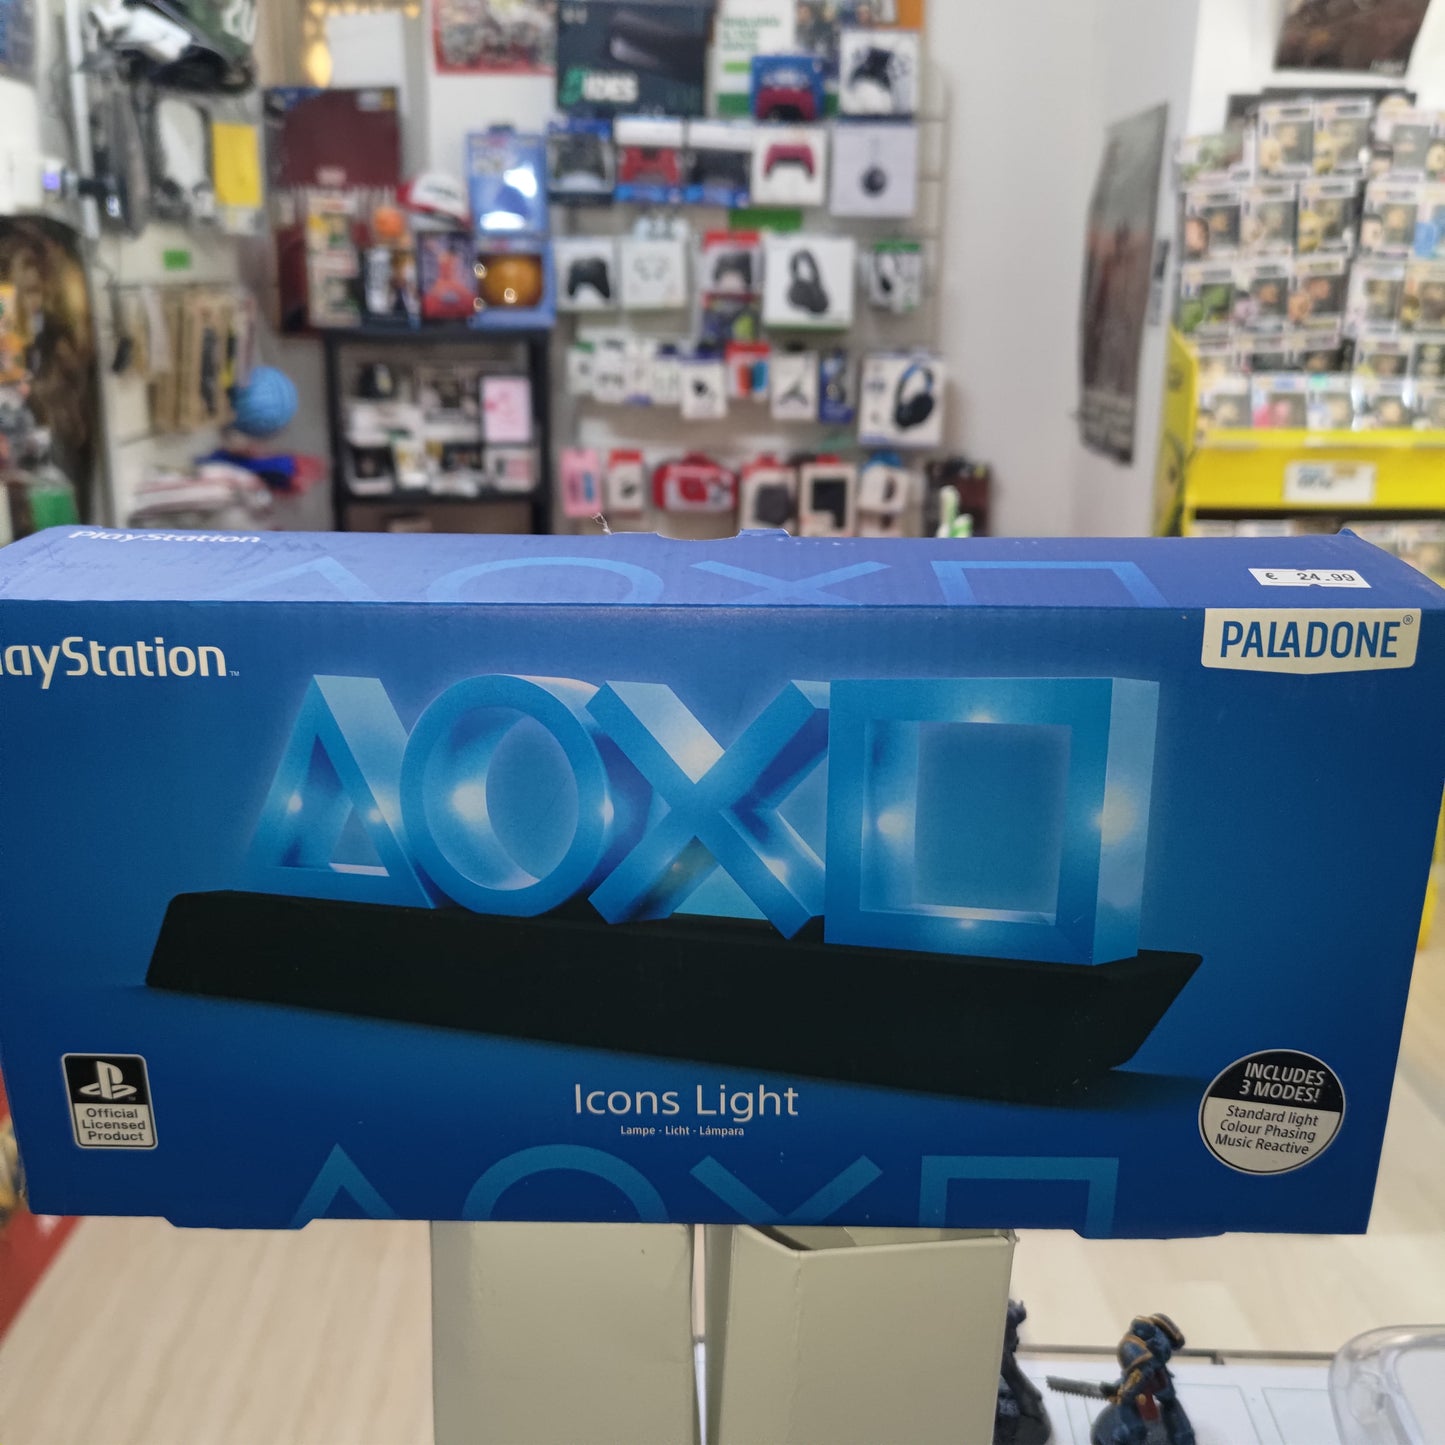 PlayStation
€ 24.99
PALADONE®
PlayStation™
Icons Light
Lampe - Licht - Lámpara
Official
Licensed
Product
INCLUDES
3 MODES!
Standard light
Colour Phasing
Music Reactive